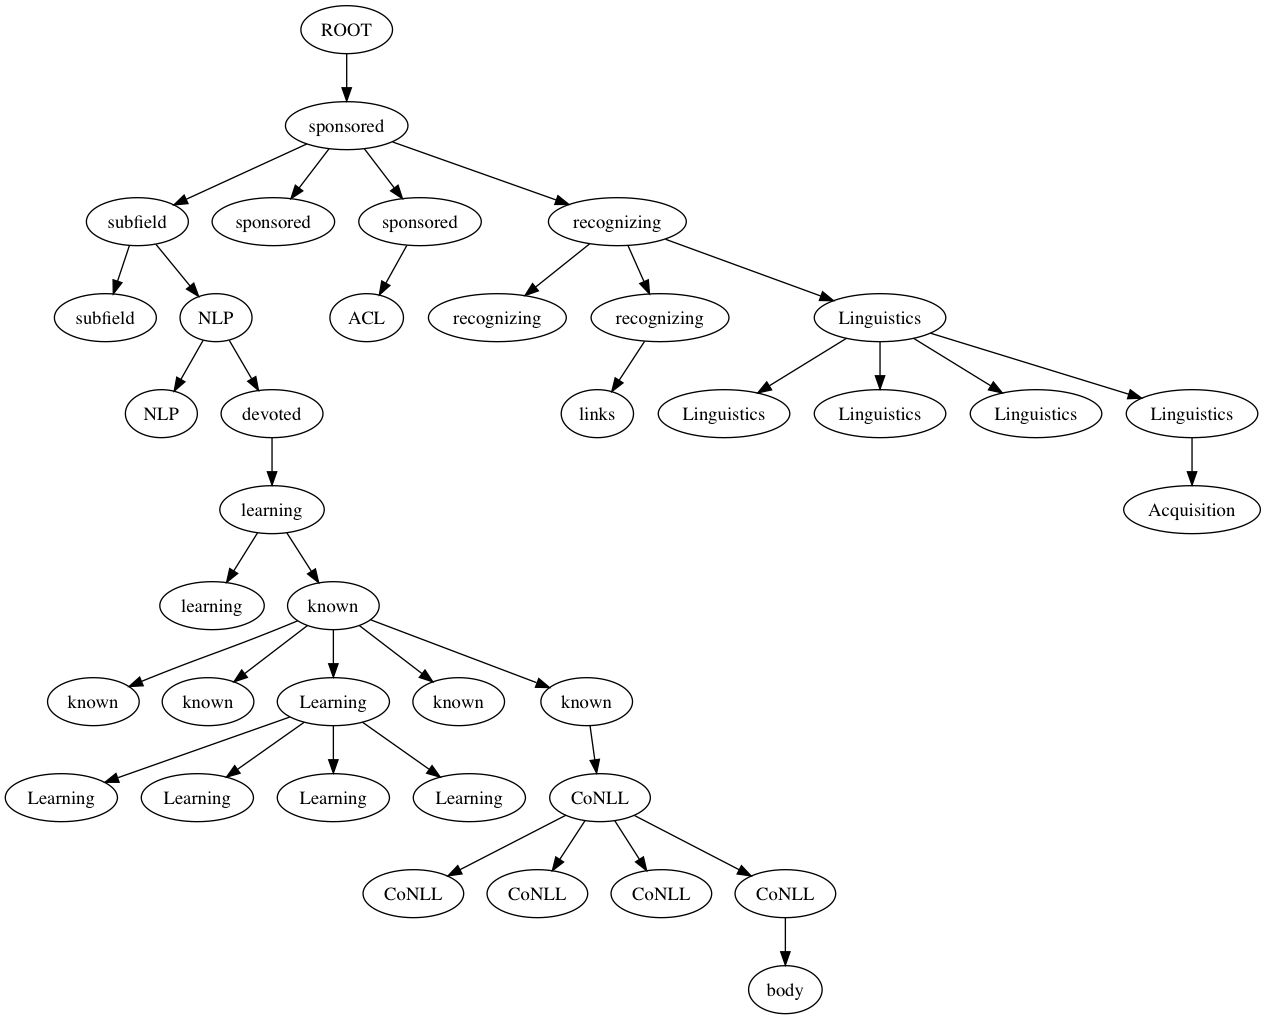 ROOT
sponsored
subfield sponsored sponsored recognizing
subfield NLP ACL recognizing recognizing Linguistics
NLP devoted links Linguistics Linguistics Linguistics Linguistics
learning Acquisition
learning known
known known Learning known known
Learning Learning Learning Learning CoNLL
CoNLL CoNLL CoNLL CoNLL
body